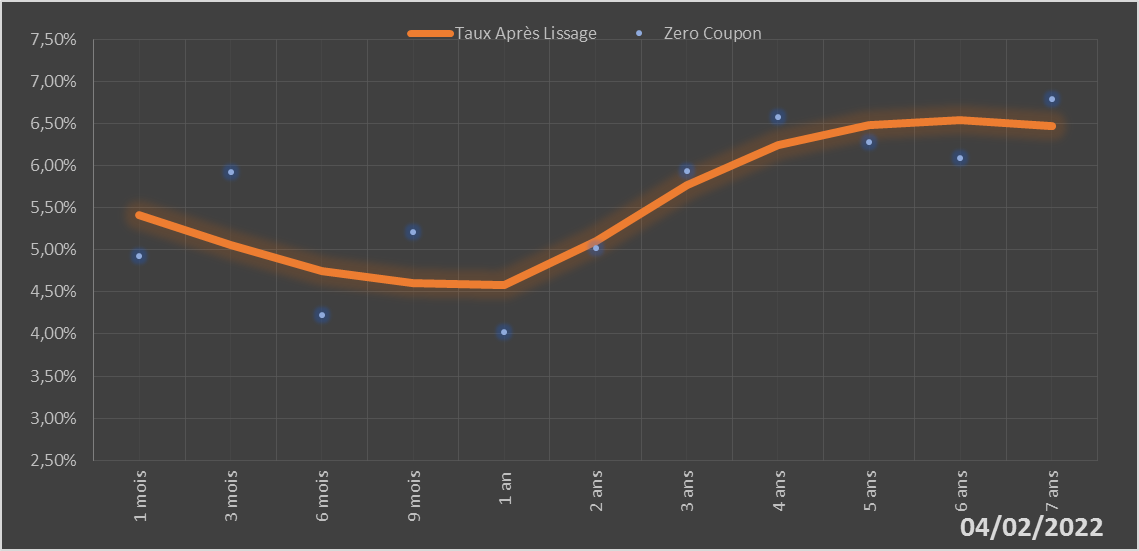 Taux Après Lissage
Zero Coupon
7,50%
7,00%
6,50%
6,00%
5,50%
5,00%
4,50%
4,00%
3,50%
3,00%
2,50%
1 mois
3 mois
6 mois
9 mois
1 an
2 ans
3 ans
4 ans
5 ans
6 ans
7 ans
04/02/2022